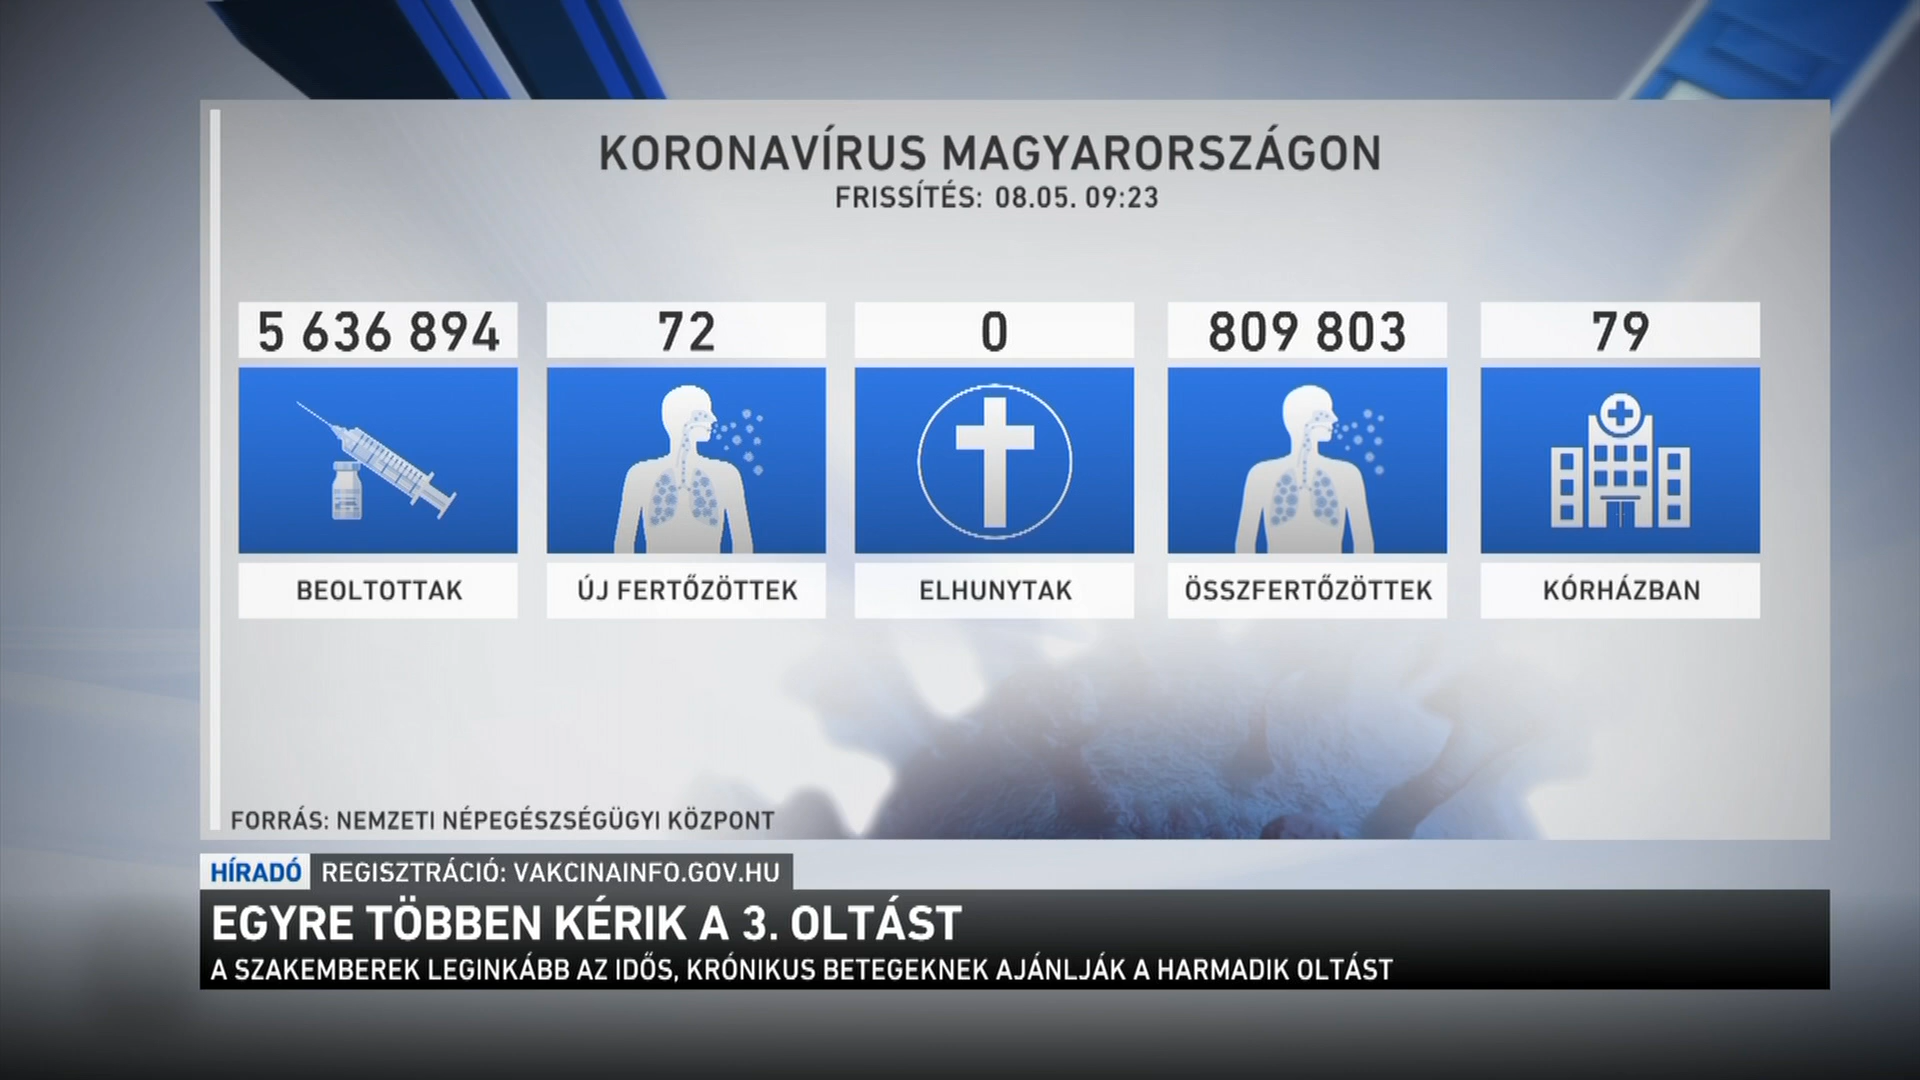 KORONAVÍRUS MAGYARORSZÁGON
FRISSÍTÉS: 08.05. 09:23
5 636 894
72
0
809 803
79
BEOLTOTTAK
ÚJ FERTŐZÖTTEK
ELHUNYTAK
ÖSSZFERTŐZÖTTEK
KÓRHÁZBAN
FORRÁS: NEMZETI NÉPEGÉSZSÉGÜGYI KÖZPONT
HÍRADÓ REGISZTRÁCIÓ: VAKCINAINFO.GOV.HU
EGYRE TÖBBEN KÉRIK A 3. OLTÁST
A SZAKEMBEREK LEGINKÁBB AZ IDŐS, KRÓNIKUS BETEGEKNEK AJÁNLJÁK A HARMADIK OLTÁST